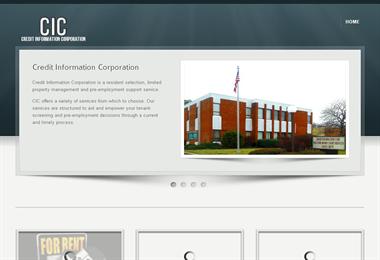 CIC
CREDIT INFORMATION CORPORATION
HOME
Credit Information Corporation
Credit Information Corporation is a resident selection, limited
property management and pre-employment support service.
CIC offers a variety of services from which to choose. Our
services are structured to aid and empower your tenant
screening and pre-employment decisions through a current
and timely process.
FOR RENT